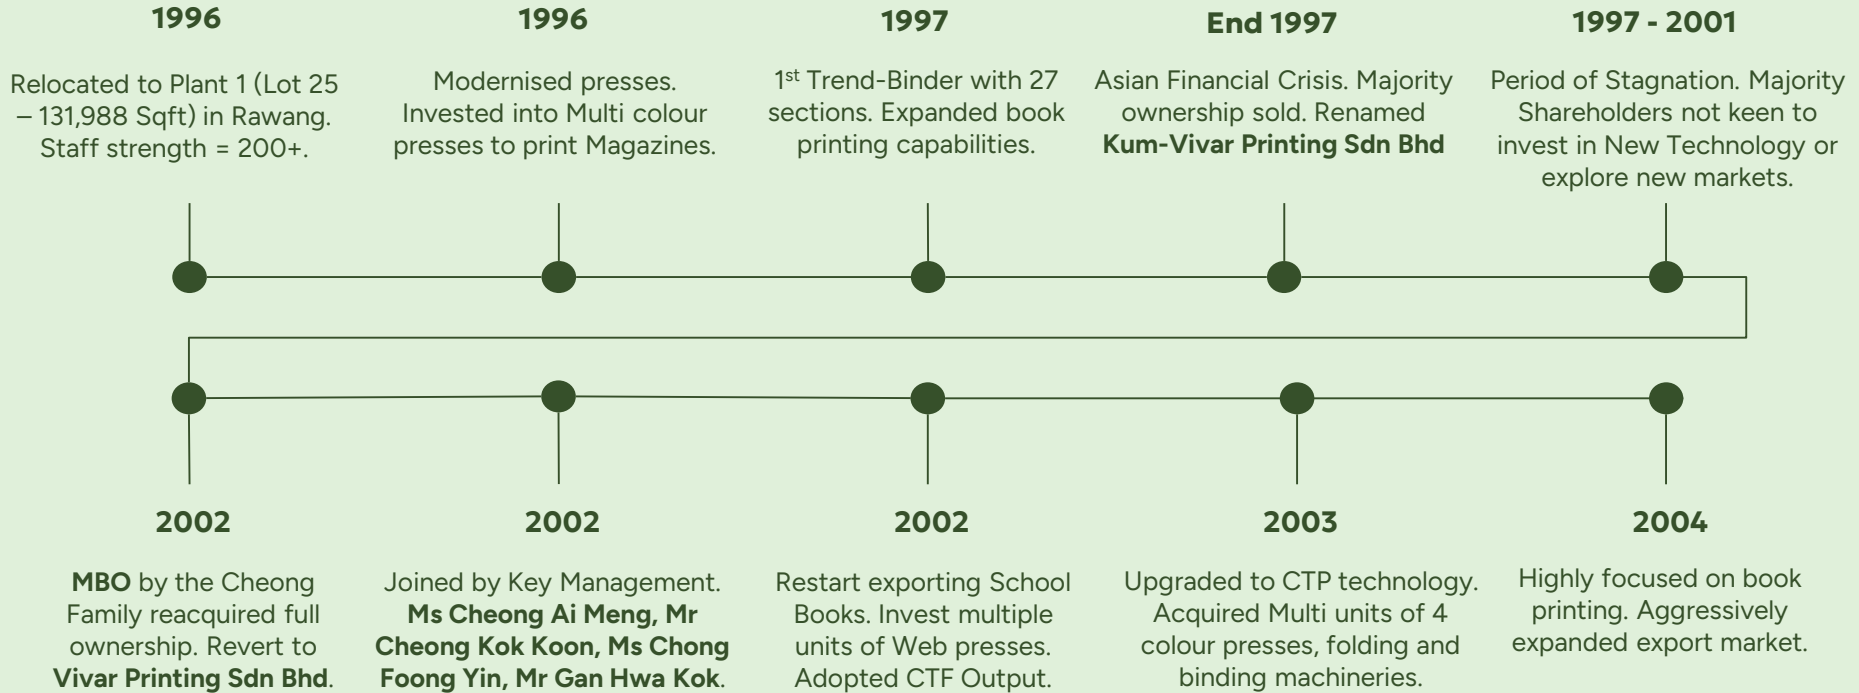 1996
Relocated to Plant 1 (Lot 25
– 131,988 Sqft) in Rawang.
Staff strength = 200+.
1996
Modernised presses.
Invested into Multi colour
presses to print Magazines.
1997
1st Trend-Binder with 27
sections. Expanded book
printing capabilities.
End 1997
Asian Financial Crisis. Majority
ownership sold. Renamed
Kum-Vivar Printing Sdn Bhd
1997 - 2001
Period of Stagnation. Majority
Shareholders not keen to
invest in New Technology or
explore new markets.
2002
MBO by the Cheong
Family reacquired full
ownership. Revert to
Vivar Printing Sdn Bhd.
2002
Joined by Key Management.
Ms Cheong Ai Meng, Mr
Cheong Kok Koon, Ms Chong
Foong Yin, Mr Gan Hwa Kok.
2002
Restart exporting School
Books. Invest multiple
units of Web presses.
Adopted CTF Output.
2003
Upgraded to CTP technology.
Acquired Multi units of 4
colour presses, folding and
binding machineries.
2004
Highly focused on book
printing. Aggressively
expanded export market.